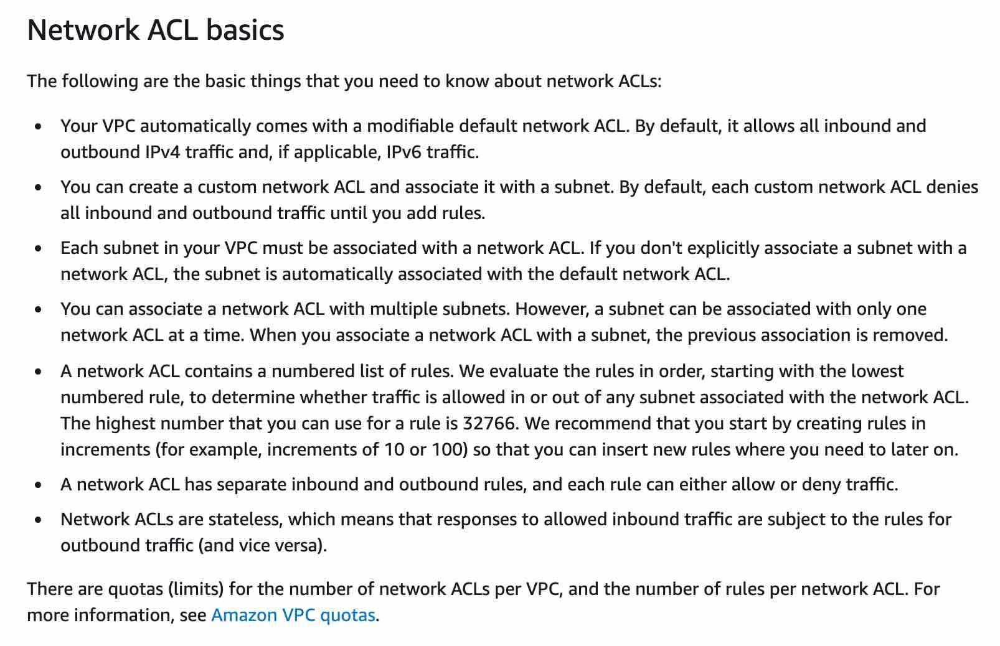 Network ACL basics
The following are the basic things that you need to know about network ACLs:
• Your VPC automatically comes with a modifiable default network ACL. By default, it allows all inbound and
outbound IPv4 traffic and, if applicable, IPv6 traffic.
• You can create a custom network ACL and associate it with a subnet. By default, each custom network ACL denies
all inbound and outbound traffic until you add rules.
• Each subnet in your VPC must be associated with a network ACL. If you don't explicitly associate a subnet with a
network ACL, the subnet is automatically associated with the default network ACL.
• You can associate a network ACL with multiple subnets. However, a subnet can be associated with only one
network ACL at a time. When you associate a network ACL with a subnet, the previous association is removed.
• A network ACL contains a numbered list of rules. We evaluate the rules in order, starting with the lowest
numbered rule, to determine whether traffic is allowed in or out of any subnet associated with the network ACL.
The highest number that you can use for a rule is 32766. We recommend that you start by creating rules in
increments (for example, increments of 10 or 100) so that you can insert new rules where you need to later on.
• A network ACL has separate inbound and outbound rules, and each rule can either allow or deny traffic.
• Network ACLs are stateless, which means that responses to allowed inbound traffic are subject to the rules for
outbound traffic (and vice versa).
There are quotas (limits) for the number of network ACLs per VPC, and the number of rules per network ACL. For
more information, see Amazon VPC quotas.